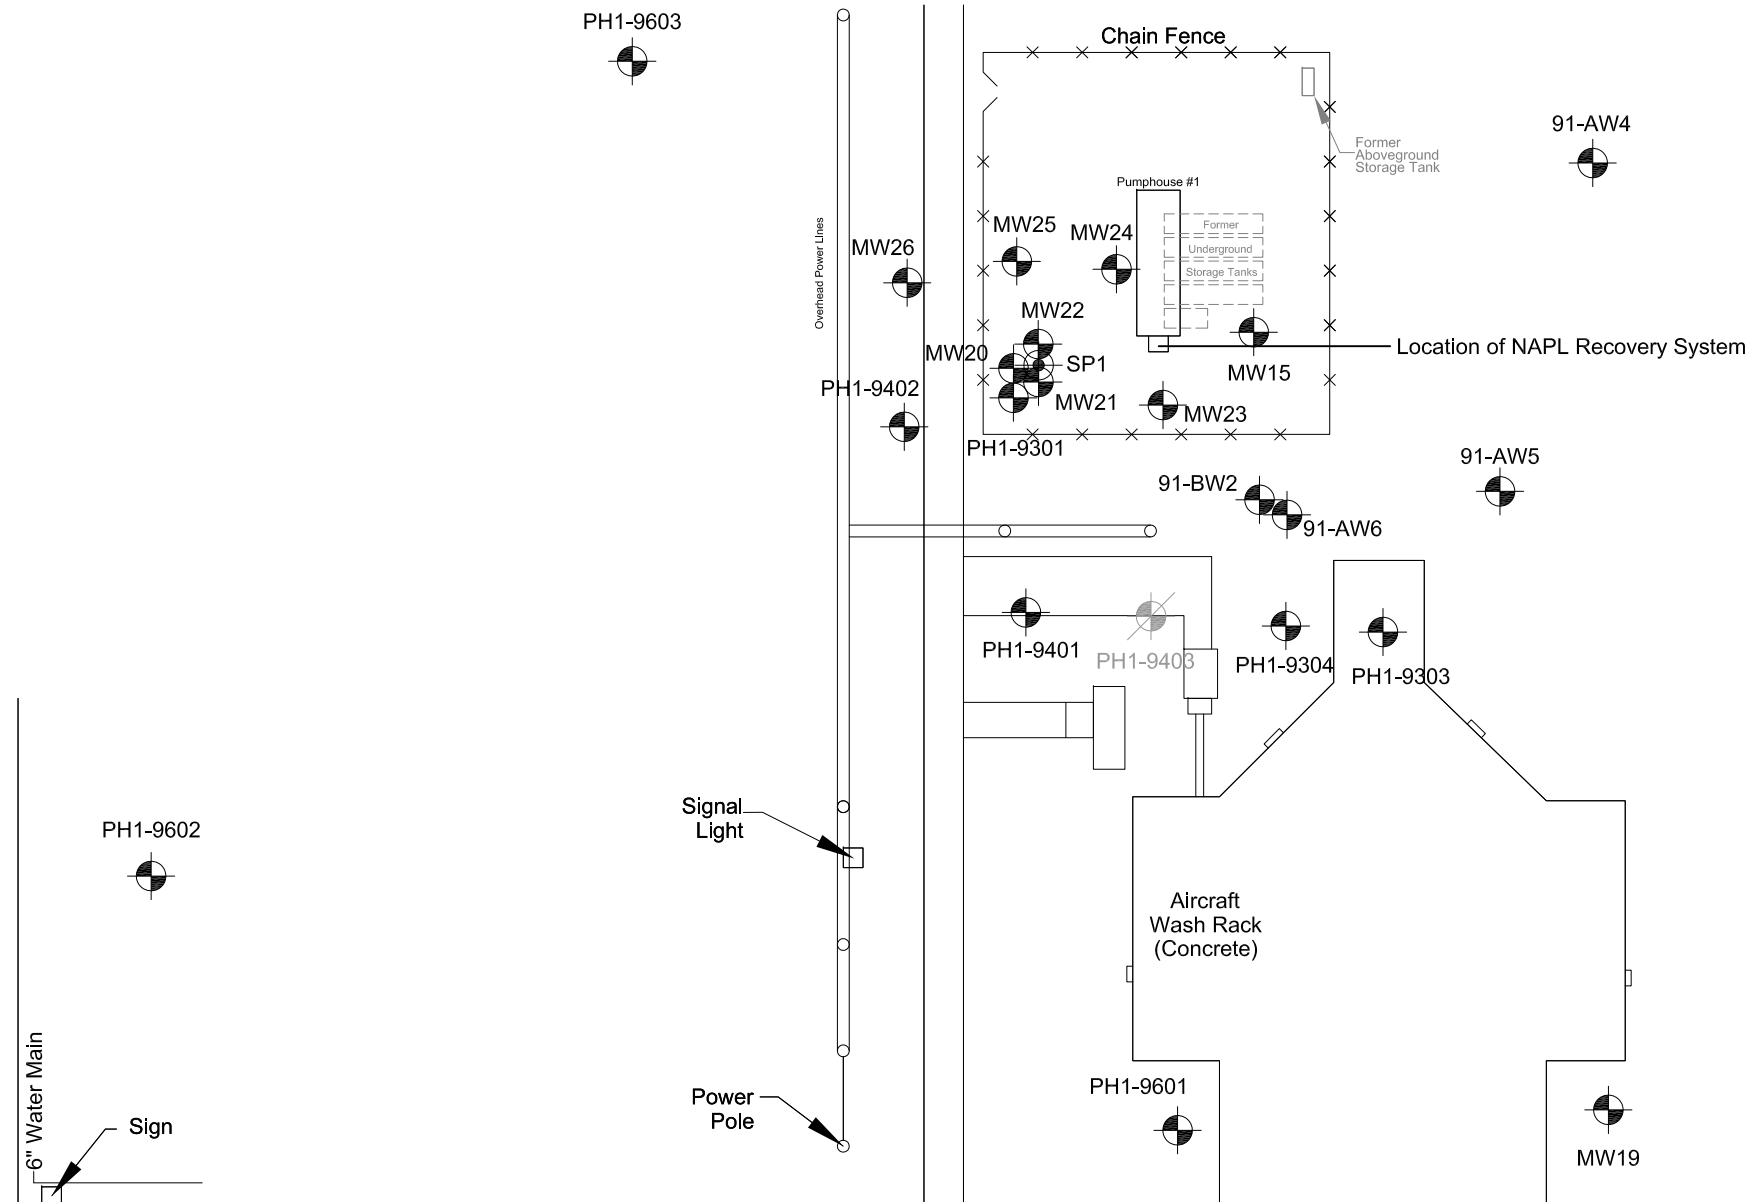 PH1-9603
Chain Fence
91-AW4
Former
Aboveground
Storage Tank
Pumphouse #1
Overhead Power LInes
MW25
MW24
Former
Underground
Storage Tanks
MW26
MW22
MW20
SP1
Location of NAPL Recovery System
MW15
PH1-9402
MW21
MW23
PH1-9301
91-AW5
91-BW2
91-AW6
PH1-9401
PH1-9403
PH1-9304
PH1-9303
Signal
Light
PH1-9602
Aircraft
Wash Rack
(Concrete)
6" Water Main
Sign
Power
Pole
PH1-9601
MW19